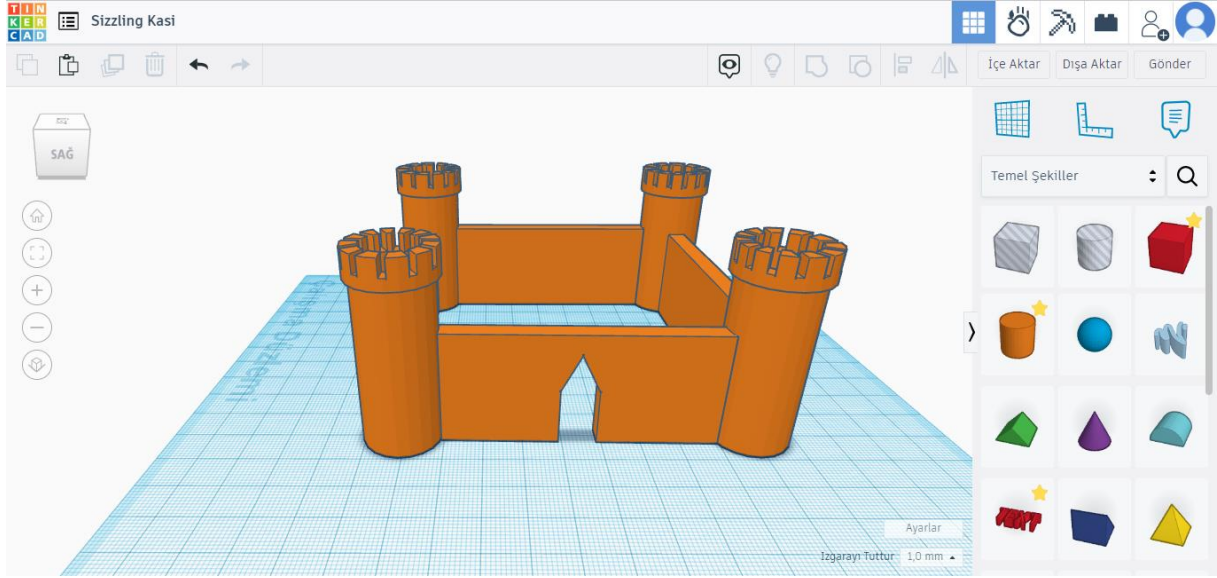 TIN
KER
CAD
Sizzling Kasi
İçe Aktar
Dışa Aktar
Gönder
SAĞ
Temel Şekiller
TEXT
Ayarlar
Izgarayı Tuttur 1,0 mm